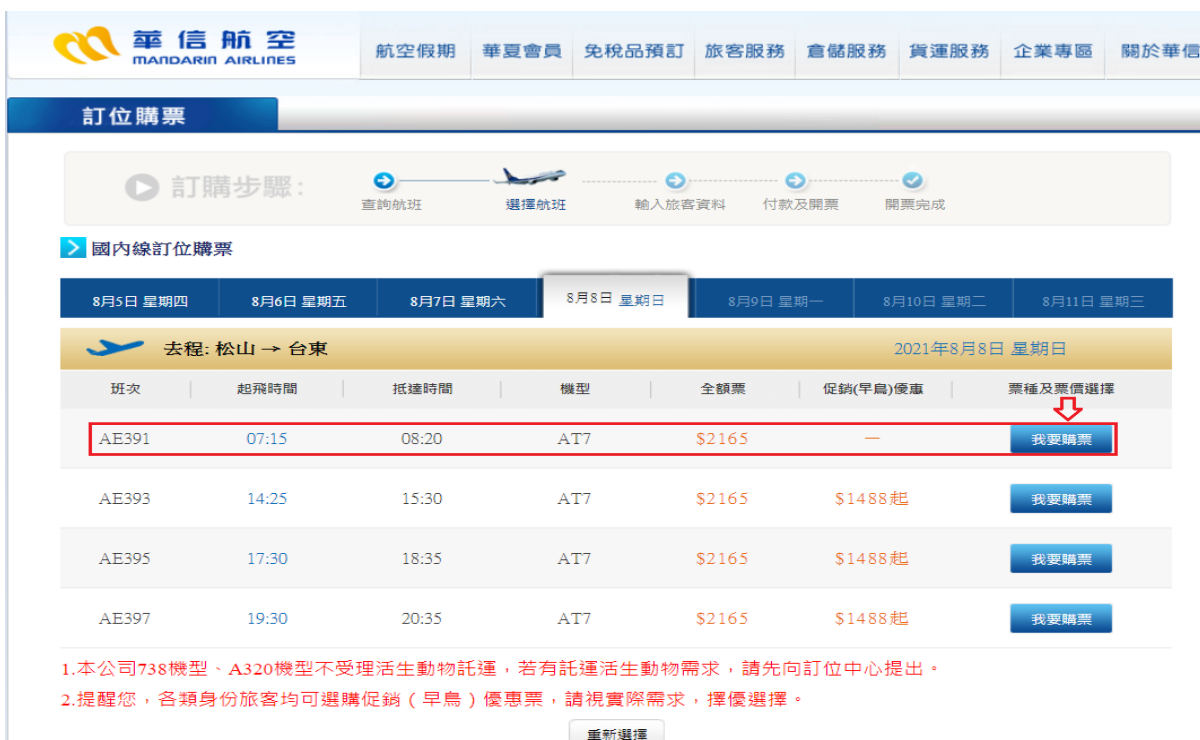 華信航空
MANDARIN AIRLINES
航空假期 華夏會員 免稅品預訂 旅客服務 倉儲服務 貨運服務 企業專區 關於華信
訂位購票
訂購步驟:
查詢航班 選擇航班 輸入旅客資料 付款及開票 開票完成
國內線訂位購票
8月5日 星期四 8月6日 星期五 8月7日 星期六 8月8日 星期日 8月9日 星期一 8月10日 星期二 8月11日 星期三
去程: 松山 → 台東 2021年8月8日 星期日
班次 起飛時間 抵達時間 機型 全額票 促銷(早鳥)優惠 票種及票價選擇
AE391 07:15 08:20 AT7 $2165 — 我要購票
AE393 14:25 15:30 AT7 $2165 $1488起 我要購票
AE395 17:30 18:35 AT7 $2165 $1488起 我要購票
AE397 19:30 20:35 AT7 $2165 $1488起 我要購票
1.本公司738機型、A320機型不受理活生動物託運，若有託運活生動物需求，請先向訂位中心提出。
2.提醒您，各類身份旅客均可選購促銷（早鳥）優惠票，請視實際需求，擇優選擇。
重新選擇